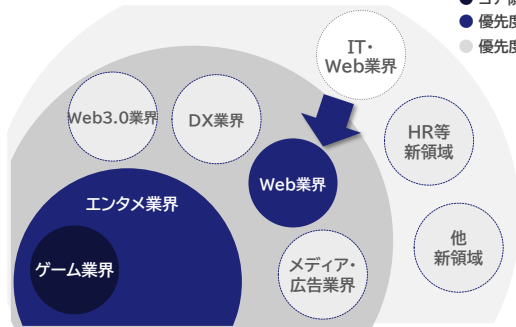 優先度
優先度
IT・
Web業界
Web3.0業界
DX業界
HR等
新領域
Web業界
エンタメ業界
他
新領域
ゲーム業界
メディア・
広告業界